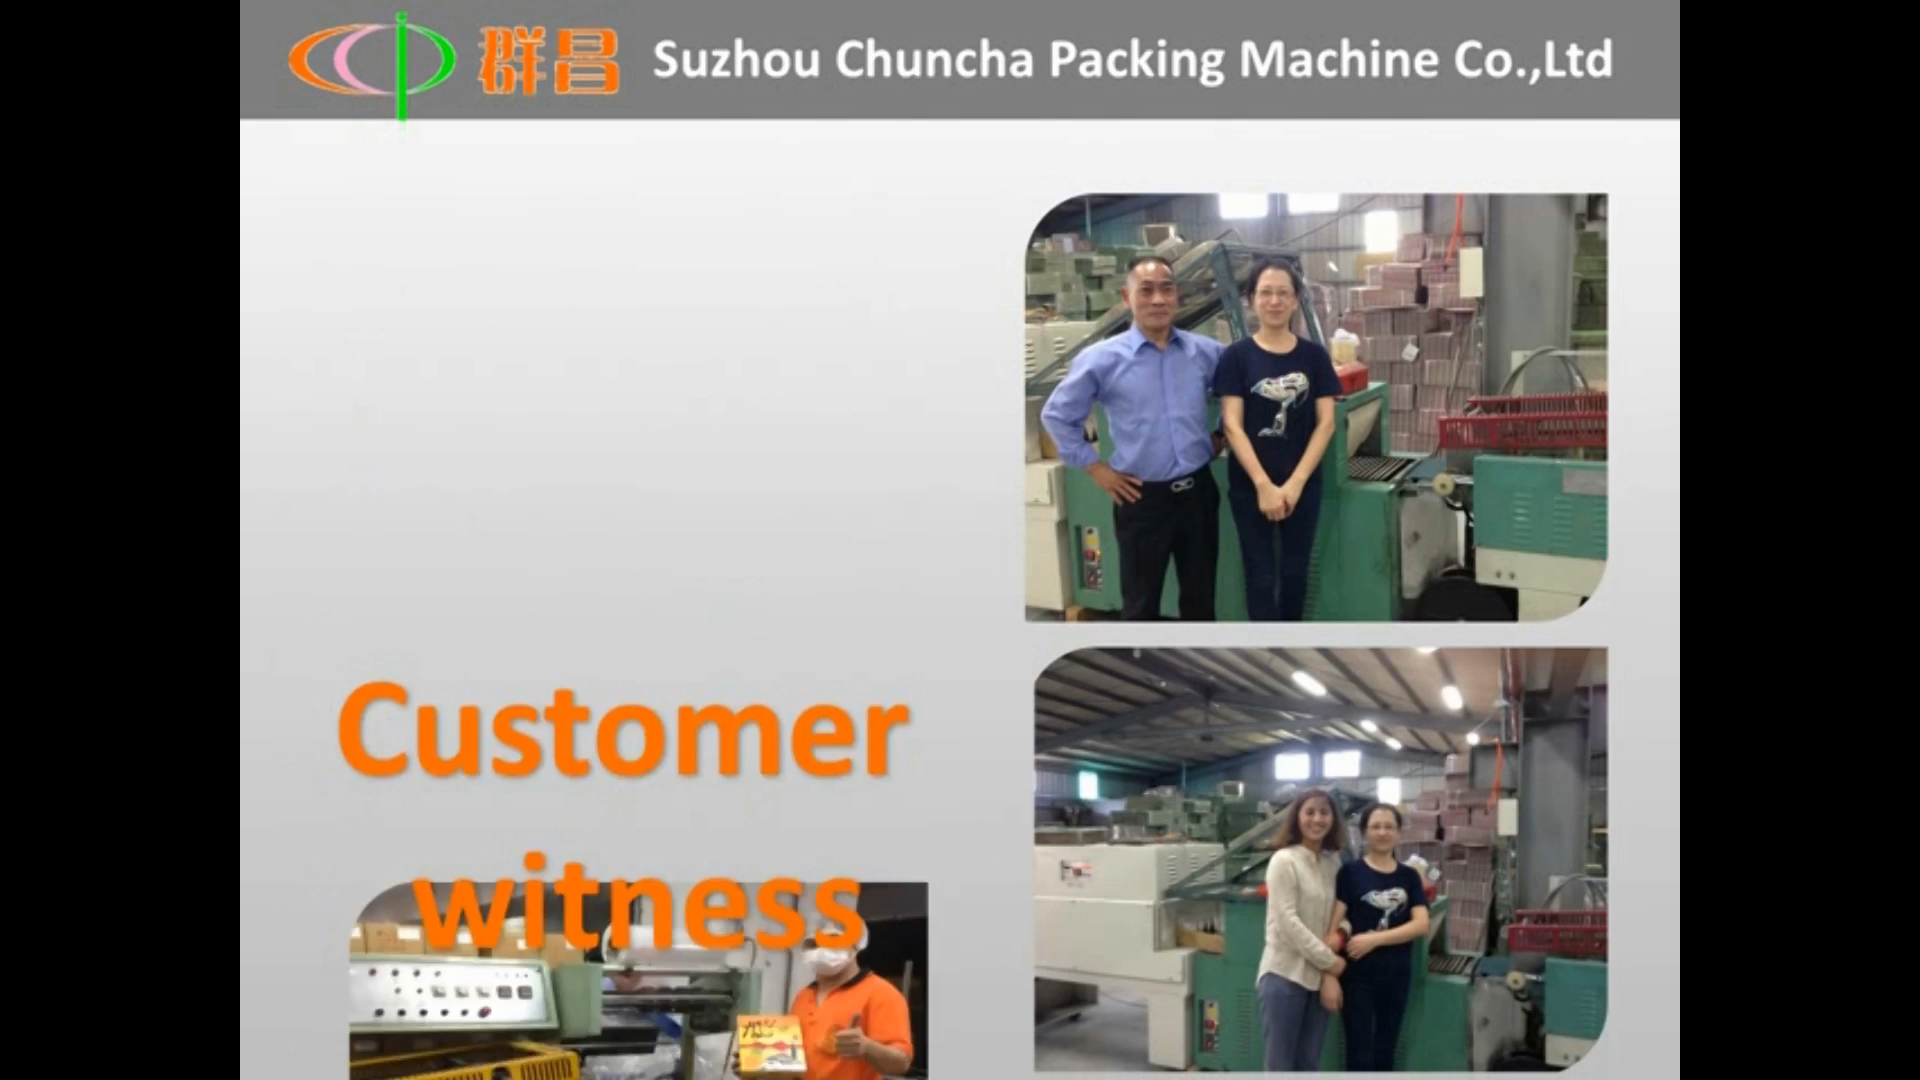 群昌 Suzhou Chuncha Packing Machine Co.,Ltd
Customer
witness